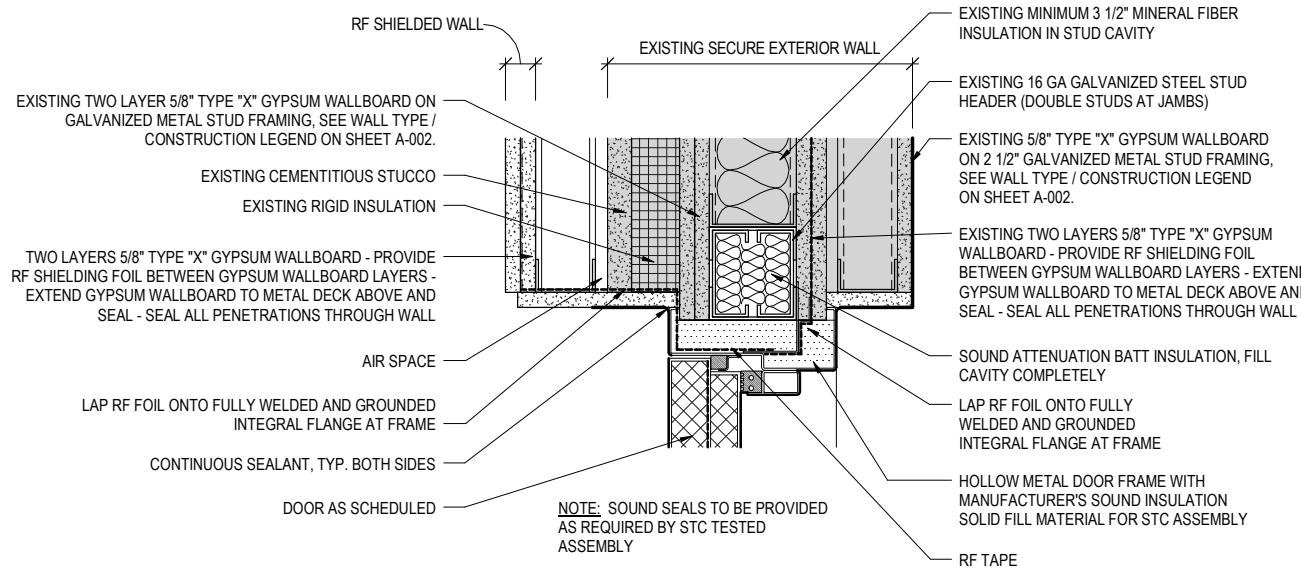 RF SHIELDED WALL
EXISTING TWO LAYER 5/8" TYPE "X" GYPSUM WALLBOARD ON
GALVANIZED METAL STUD FRAMING, SEE WALL TYPE /
CONSTRUCTION LEGEND ON SHEET A-002.
EXISTING CEMENTITIOUS STUCCO
EXISTING RIGID INSULATION
TWO LAYERS 5/8" TYPE "X" GYPSUM WALLBOARD - PROVIDE
RF SHIELDING FOIL BETWEEN GYPSUM WALLBOARD LAYERS -
EXTEND GYPSUM WALLBOARD TO METAL DECK ABOVE AND
SEAL - SEAL ALL PENETRATIONS THROUGH WALL
AIR SPACE
LAP RF FOIL ONTO FULLY WELDED AND GROUNDED
INTEGRAL FLANGE AT FRAME
CONTINUOUS SEALANT, TYP. BOTH SIDES
DOOR AS SCHEDULED
EXISTING SECURE EXTERIOR WALL
NOTE: SOUND SEALS TO BE PROVIDED
AS REQUIRED BY STC TESTED
ASSEMBLY
EXISTING MINIMUM 3 1/2" MINERAL FIBER
INSULATION IN STUD CAVITY
EXISTING 16 GA GALVANIZED STEEL STUD
HEADER (DOUBLE STUDS AT JAMBS)
EXISTING 5/8" TYPE "X" GYPSUM WALLBOARD
ON 2 1/2" GALVANIZED METAL STUD FRAMING,
SEE WALL TYPE / CONSTRUCTION LEGEND
ON SHEET A-002.
EXISTING TWO LAYERS 5/8" TYPE "X" GYPSUM
WALLBOARD - PROVIDE RF SHIELDING FOIL
BETWEEN GYPSUM WALLBOARD LAYERS - EXTEND
GYPSUM WALLBOARD TO METAL DECK ABOVE AND
SEAL - SEAL ALL PENETRATIONS THROUGH WALL
SOUND ATTENUATION BATT INSULATION, FILL
CAVITY COMPLETELY
LAP RF FOIL ONTO FULLY
WELDED AND GROUNDED
INTEGRAL FLANGE AT FRAME
HOLLOW METAL DOOR FRAME WITH
MANUFACTURER'S SOUND INSULATION
SOLID FILL MATERIAL FOR STC ASSEMBLY
RF TAPE